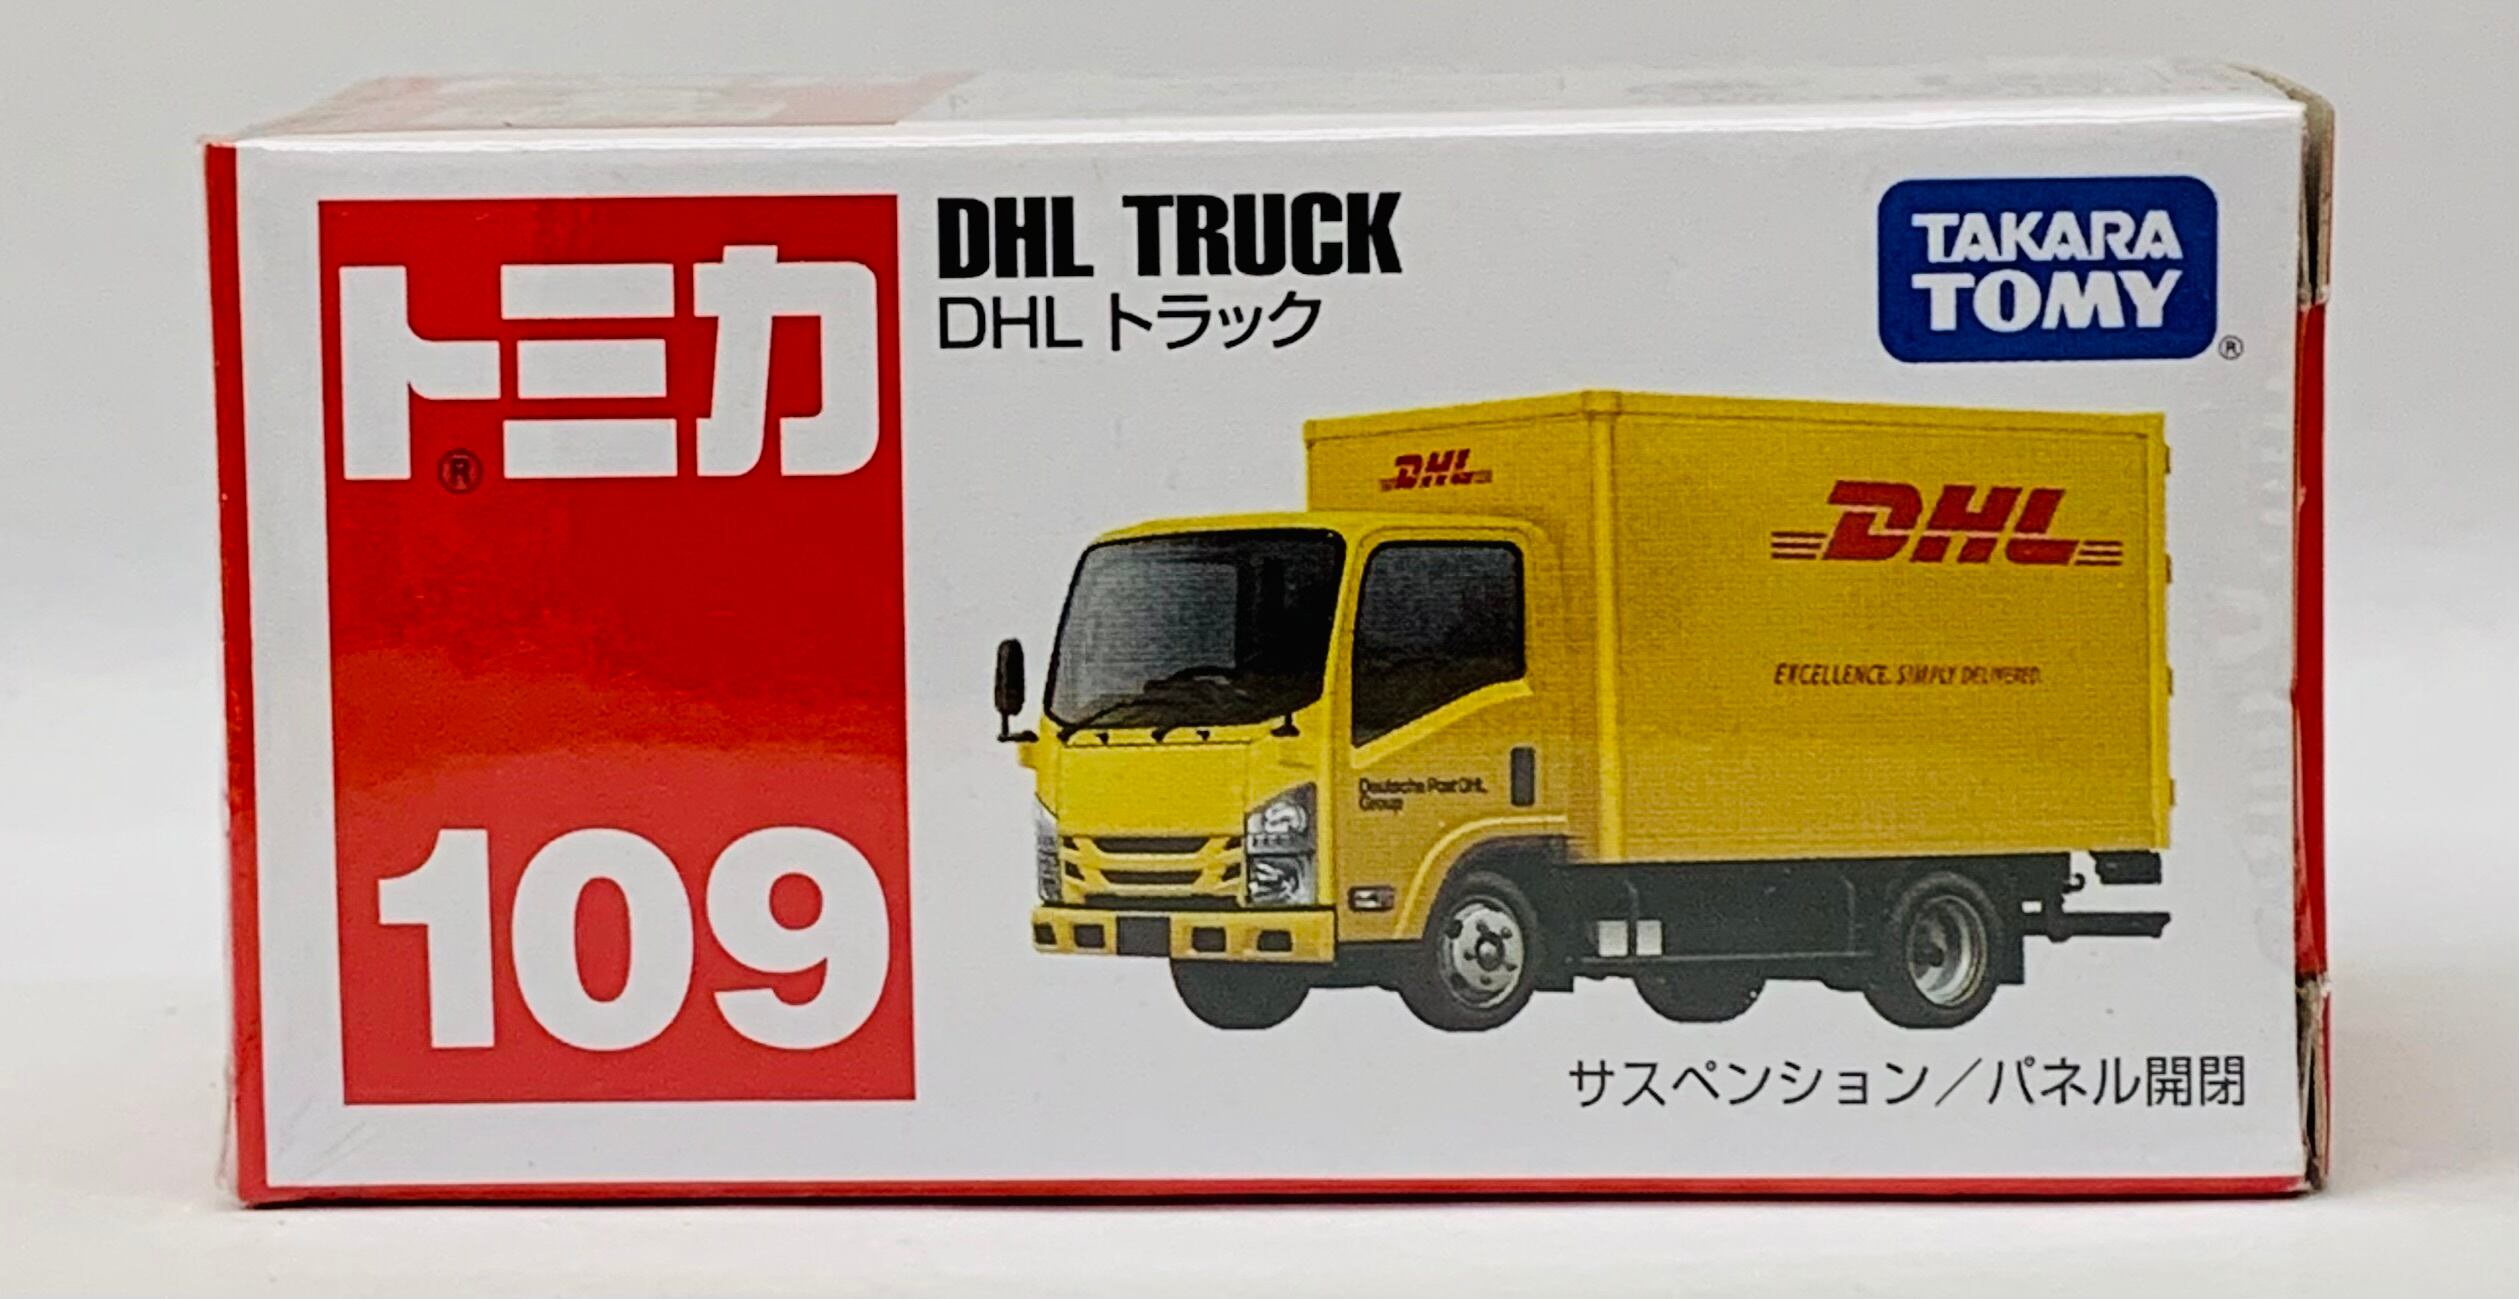 トミカ
®
109
DHL TRUCK
DHL トラック
TAKARA
TOMY
®
DHL
DHL
EXCELLENCE. SIMPLY DELIVERED.
Deutsche Post DHL
Group
サスペンション／パネル開閉